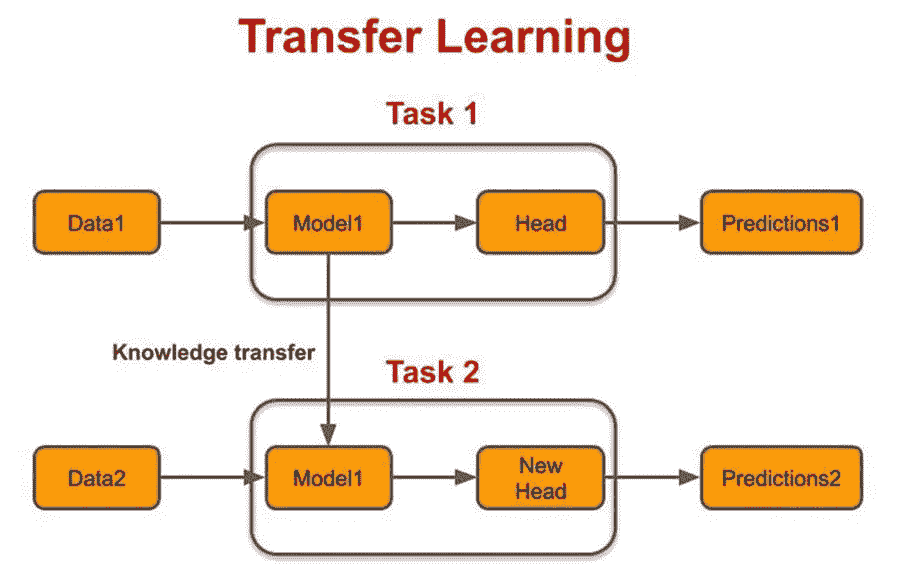 Transfer Learning
Task 1
Data1
Model1
Head
Predictions1
Knowledge transfer
Task 2
Data2
Model1
New
Head
Predictions2